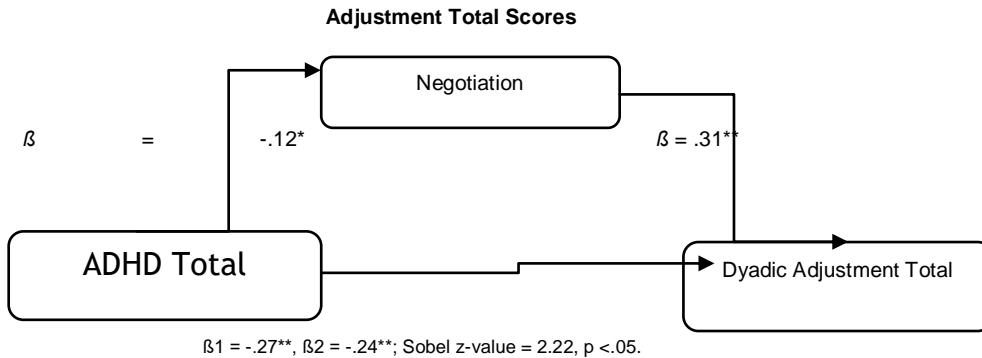 Adjustment Total Scores
Negotiation
ß = -.12*
ß = .31**
ADHD Total
Dyadic Adjustment Total
ß1 = -.27**, ß2 = -.24**; Sobel z-value = 2.22, p <.05.